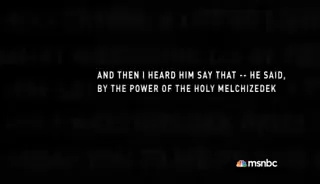 AND THEN I HEARD HIM SAY THAT -- HE SAID,
BY THE POWER OF THE HOLY MELCHIZEDEK
msnbc